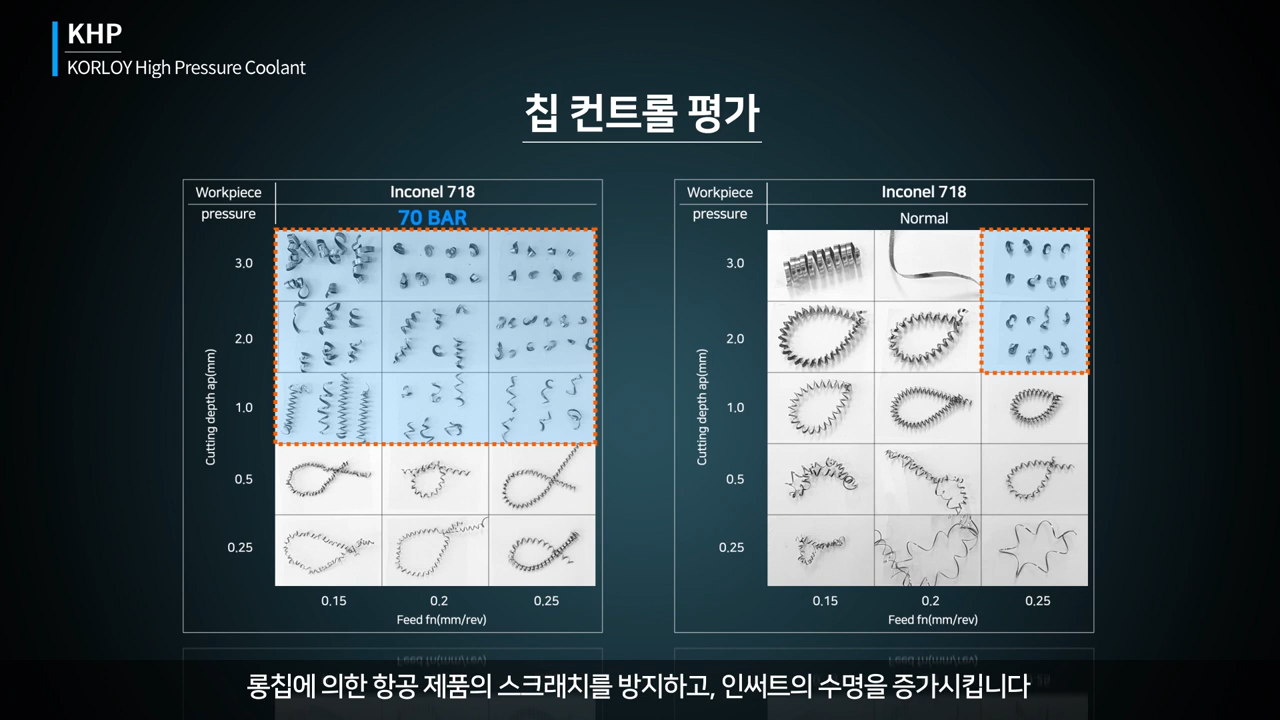 KHP
KORLOY High Pressure Coolant
칩 컨트롤 평가
Workpiece
Inconel 718
pressure
70 BAR
Cutting depth ap(mm)
3.0
2.0
1.0
0.5
0.25
0.15
0.2
0.25
Feed fn(mm/rev)
Workpiece
Inconel 718
pressure
Normal
Cutting depth ap(mm)
3.0
2.0
1.0
0.5
0.25
0.15
0.2
0.25
Feed fn(mm/rev)
롱칩에 의한 항공 제품의 스크래치를 방지하고, 인써트의 수명을 증가시킵니다